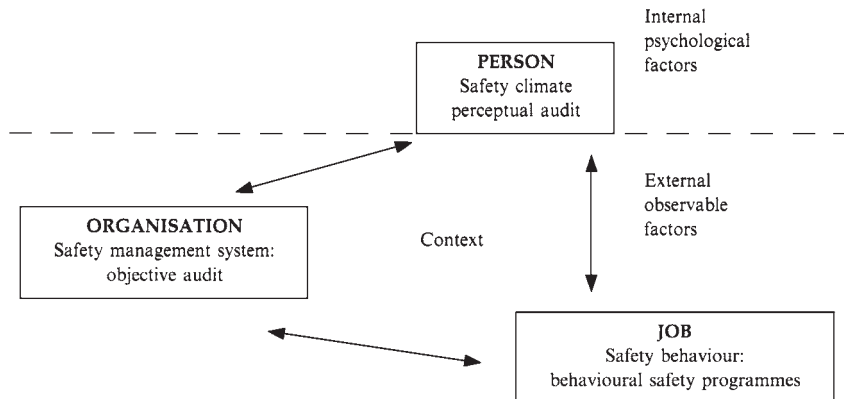 Internal
psychological
factors
PERSON
Safety climate
perceptual audit
External
observable
factors
ORGANISATION
Safety management system:
objective audit
Context
JOB
Safety behaviour:
behavioural safety programmes